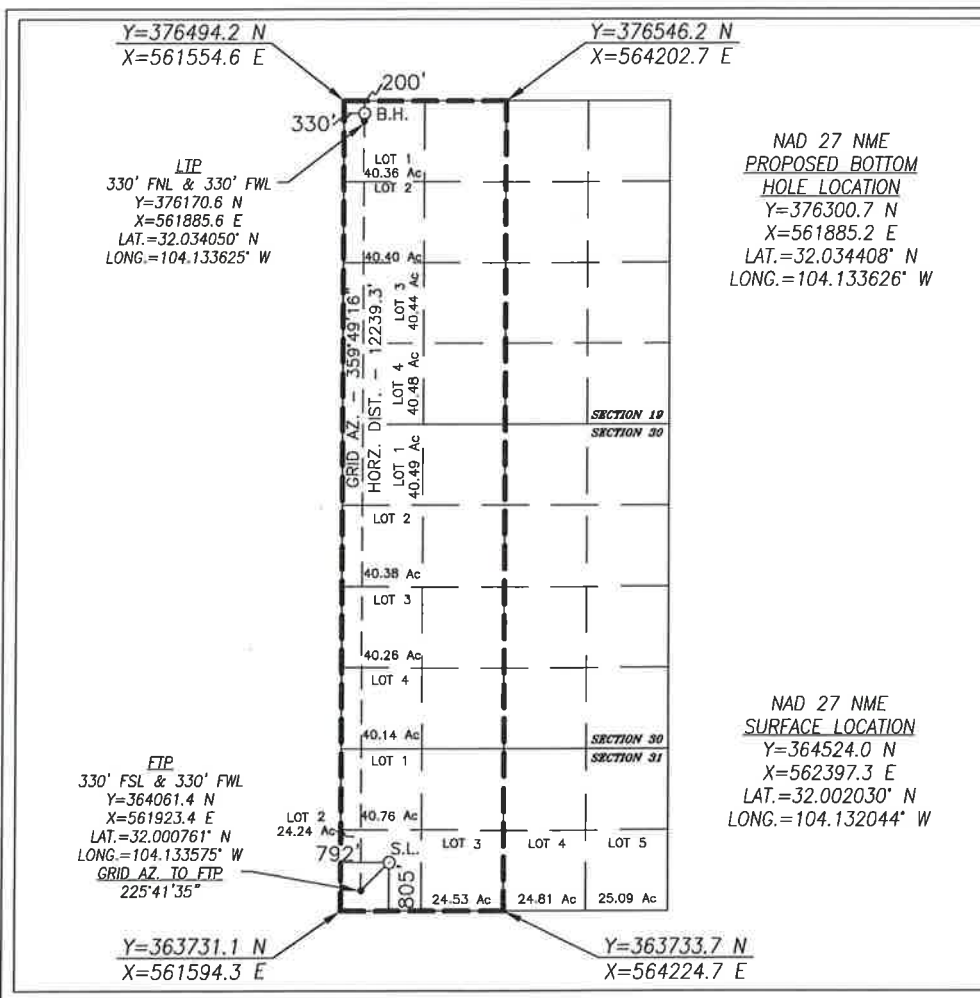 Y=376494.2 N
X=561554.6 E
Y=376546.2 N
X=564202.7 E
200'
330'
B.H.
LTP
330' FNL & 330' FWL
Y=376170.6 N
X=561885.6 E
LAT.=32.034050° N
LONG.=104.133625° W
NAD 27 NME
PROPOSED BOTTOM
HOLE LOCATION
Y=376300.7 N
X=561885.2 E
LAT.=32.034408° N
LONG.=104.133626° W
LOT 1
40.36 Ac
LOT 2
40.40 Ac
LOT 3
40.44 Ac
LOT 4
40.48 Ac
GRID AZ. - 359°49'16"
HORZ. DIST. - 12239.3'
SECTION 19
SECTION 30
LOT 1
40.49 Ac
LOT 2
40.38 Ac
LOT 3
40.26 Ac
LOT 4
40.14 Ac
SECTION 30
SECTION 31
LOT 1
40.76 Ac
LOT 2
24.24 Ac
LOT 3
LOT 4
LOT 5
792'
S.L.
805'
24.53 Ac
24.81 Ac
25.09 Ac
FTP
330' FSL & 330' FWL
Y=364061.4 N
X=561923.4 E
LAT.=32.000761° N
LONG.=104.133575° W
GRID AZ. TO FTP
225°41'35"
NAD 27 NME
SURFACE LOCATION
Y=364524.0 N
X=562397.3 E
LAT.=32.002030° N
LONG.=104.132044° W
Y=363731.1 N
X=561594.3 E
Y=363733.7 N
X=564224.7 E